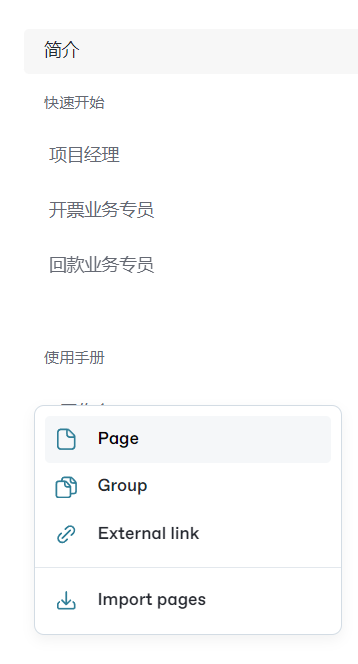 简介
快速开始
项目经理
开票业务专员
回款业务专员
使用手册
Page
Group
External link
Import pages